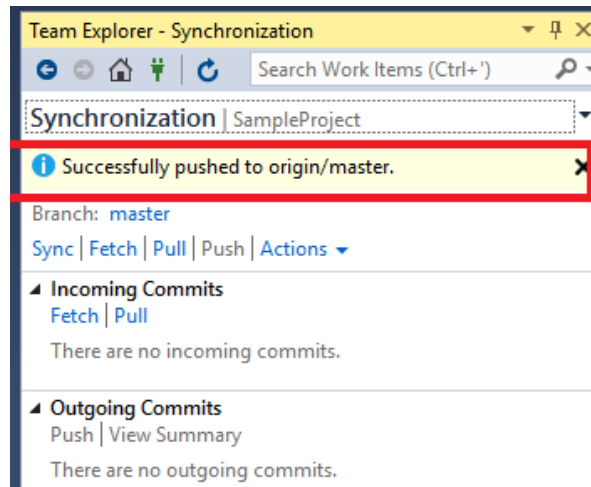 Team Explorer - Synchronization
Search Work Items (Ctrl+')
Synchronization | SampleProject
Successfully pushed to origin/master.
Branch: master
Sync | Fetch | Pull | Push | Actions
Incoming Commits
Fetch | Pull
There are no incoming commits.
Outgoing Commits
Push | View Summary
There are no outgoing commits.